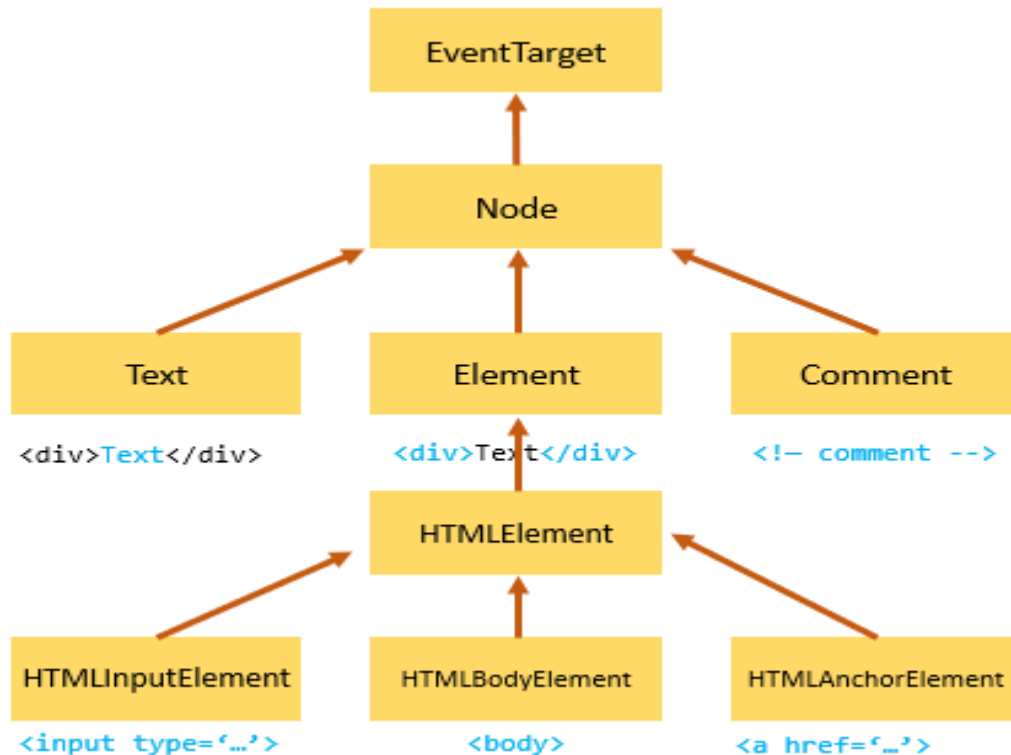 EventTarget
Node
Text
Element
Comment
<div>Text</div>
<div>Text</div>
<!— comment -->
HTMLElement
HTMLInputElement
HTMLBodyElement
HTMLAnchorElement
<input type=‘…’>
<body>
<a href=‘…’>